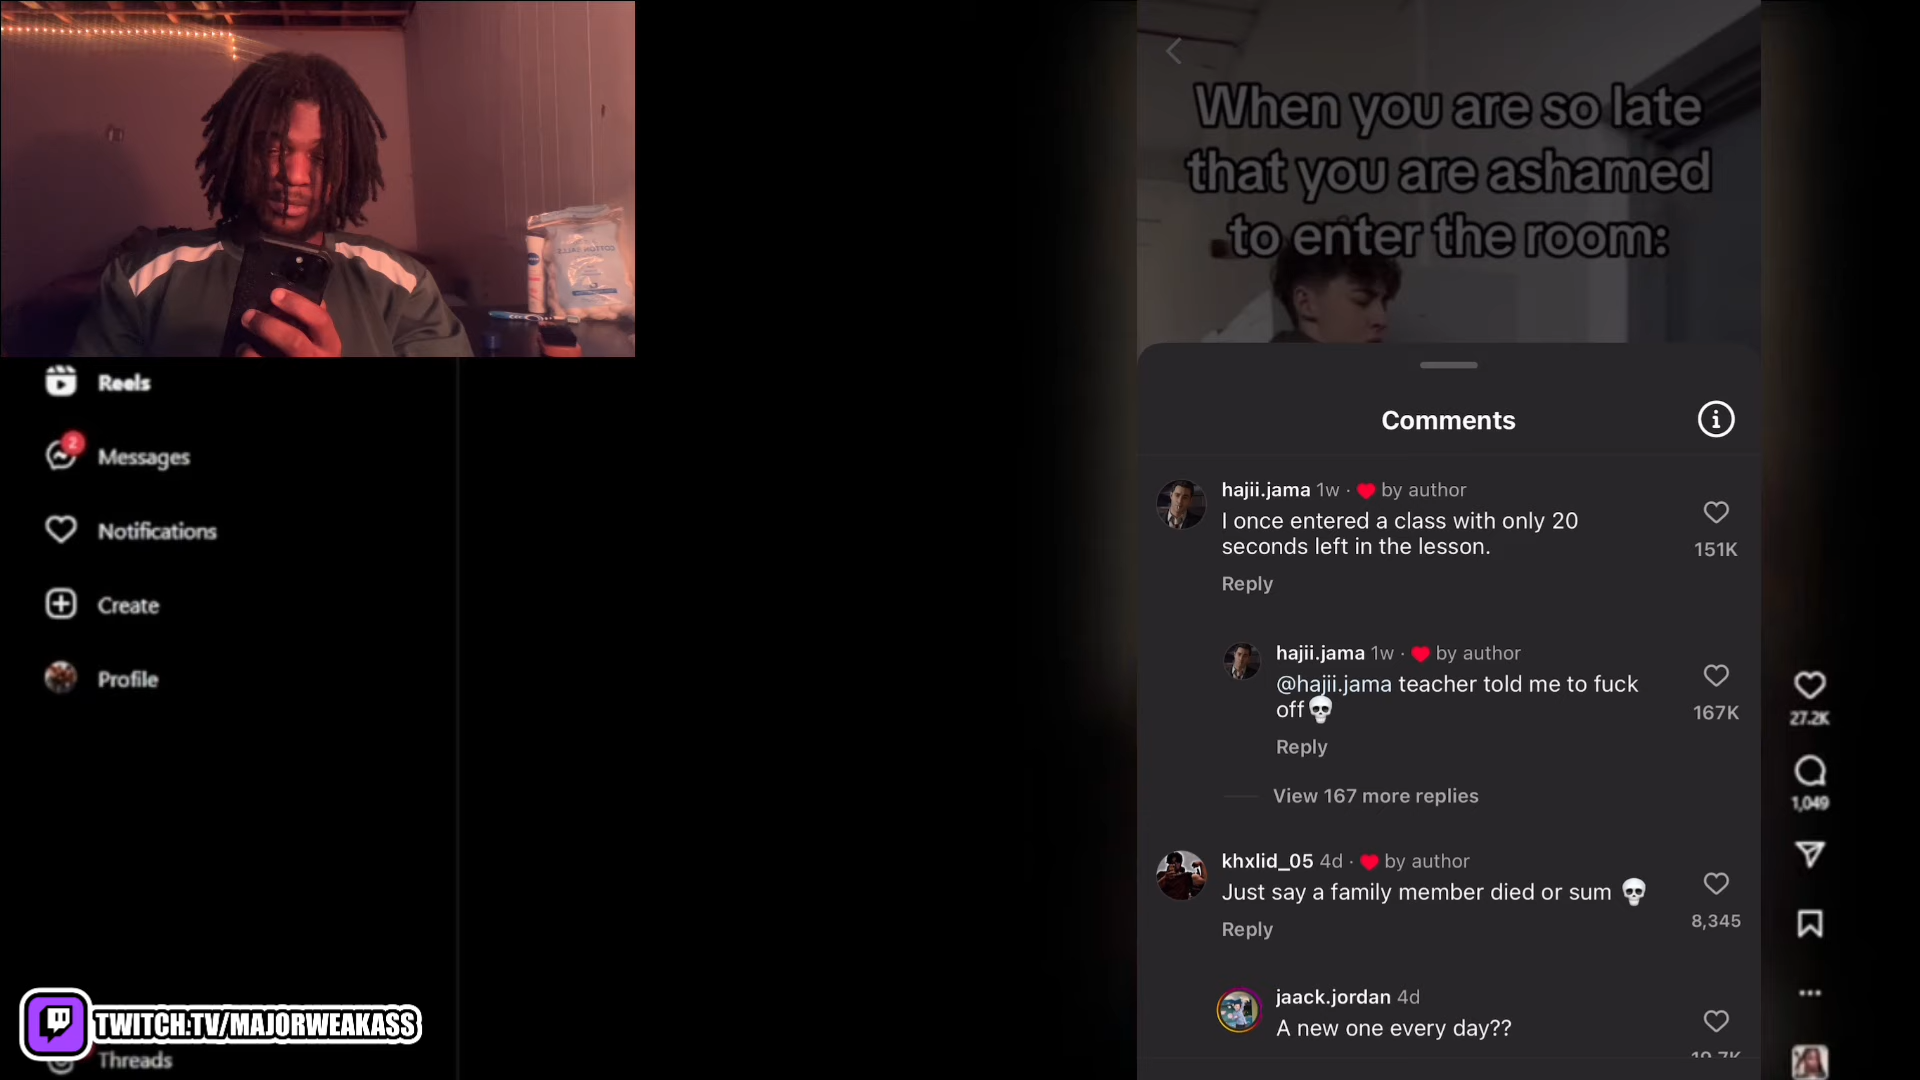 When you are so late
that you are ashamed
to enter the room:
Reels
2
Messages
Notifications
Create
Profile
Threads
TWITCH.TV/MAJORWEAKASS
Comments
hajii.jama 1w · ❤️ by author
I once entered a class with only 20
seconds left in the lesson.
151K
Reply
hajii.jama 1w · ❤️ by author
@hajii.jama teacher told me to fuck
off💀
167K
Reply
View 167 more replies
khxlid_05 4d · ❤️ by author
Just say a family member died or sum 💀
8,345
Reply
jaack.jordan 4d
A new one every day??
27.2K
1,049